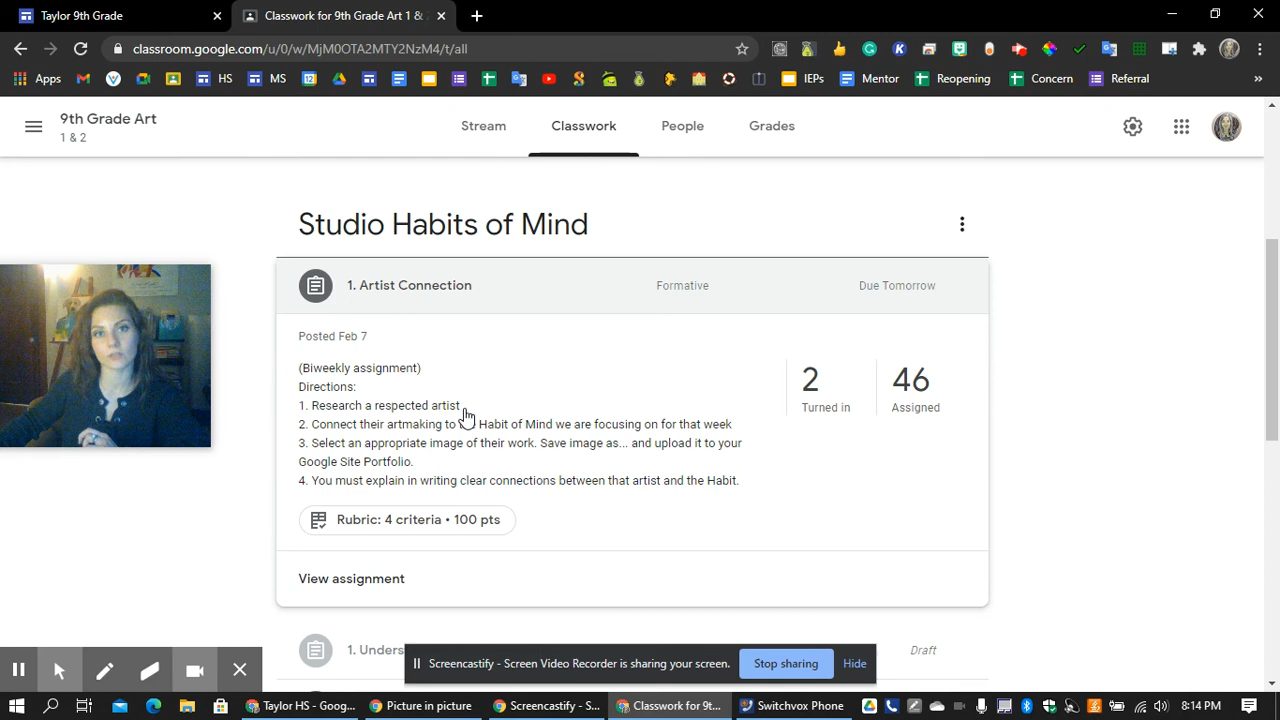 Taylor 9th Grade
Classwork for 9th Grade Art 1 &
classroom.google.com/u/0/w/MjM0OTA2MTY2NzM4/t/all
Apps
HS
MS
IEPs
Mentor
Reopening
Concern
Referral
»
9th Grade Art
1 & 2
Stream
Classwork
People
Grades
Studio Habits of Mind
1. Artist Connection
Formative
Due Tomorrow
Posted Feb 7
(Biweekly assignment)
Directions:
1. Research a respected artist
2. Connect their artmaking to Habit of Mind we are focusing on for that week
3. Select an appropriate image of their work. Save image as... and upload it to your
Google Site Portfolio.
4. You must explain in writing clear connections between that artist and the Habit.
2
Turned in
46
Assigned
Rubric: 4 criteria • 100 pts
View assignment
1. Unders
Draft
Screencastify - Screen Video Recorder is sharing your screen.
Stop sharing
Hide
Taylor HS - Goog...
Picture in picture
Screencastify - S...
Classwork for 9t...
Switchvox Phone
8:14 PM